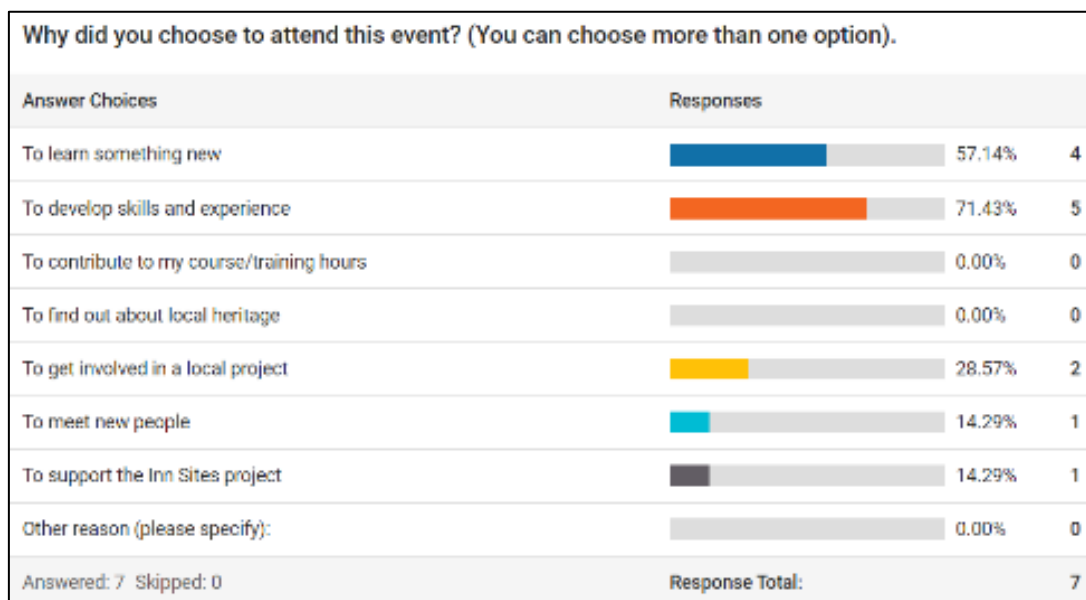 Why did you choose to attend this event? (You can choose more than one option).
Answer Choices Responses
To learn something new 57.14% 4
To develop skills and experience 71.43% 5
To contribute to my course/training hours 0.00% 0
To find out about local heritage 0.00% 0
To get involved in a local project 28.57% 2
To meet new people 14.29% 1
To support the Inn Sites project 14.29% 1
Other reason (please specify): 0.00% 0
Answered: 7 Skipped: 0 Response Total: 7